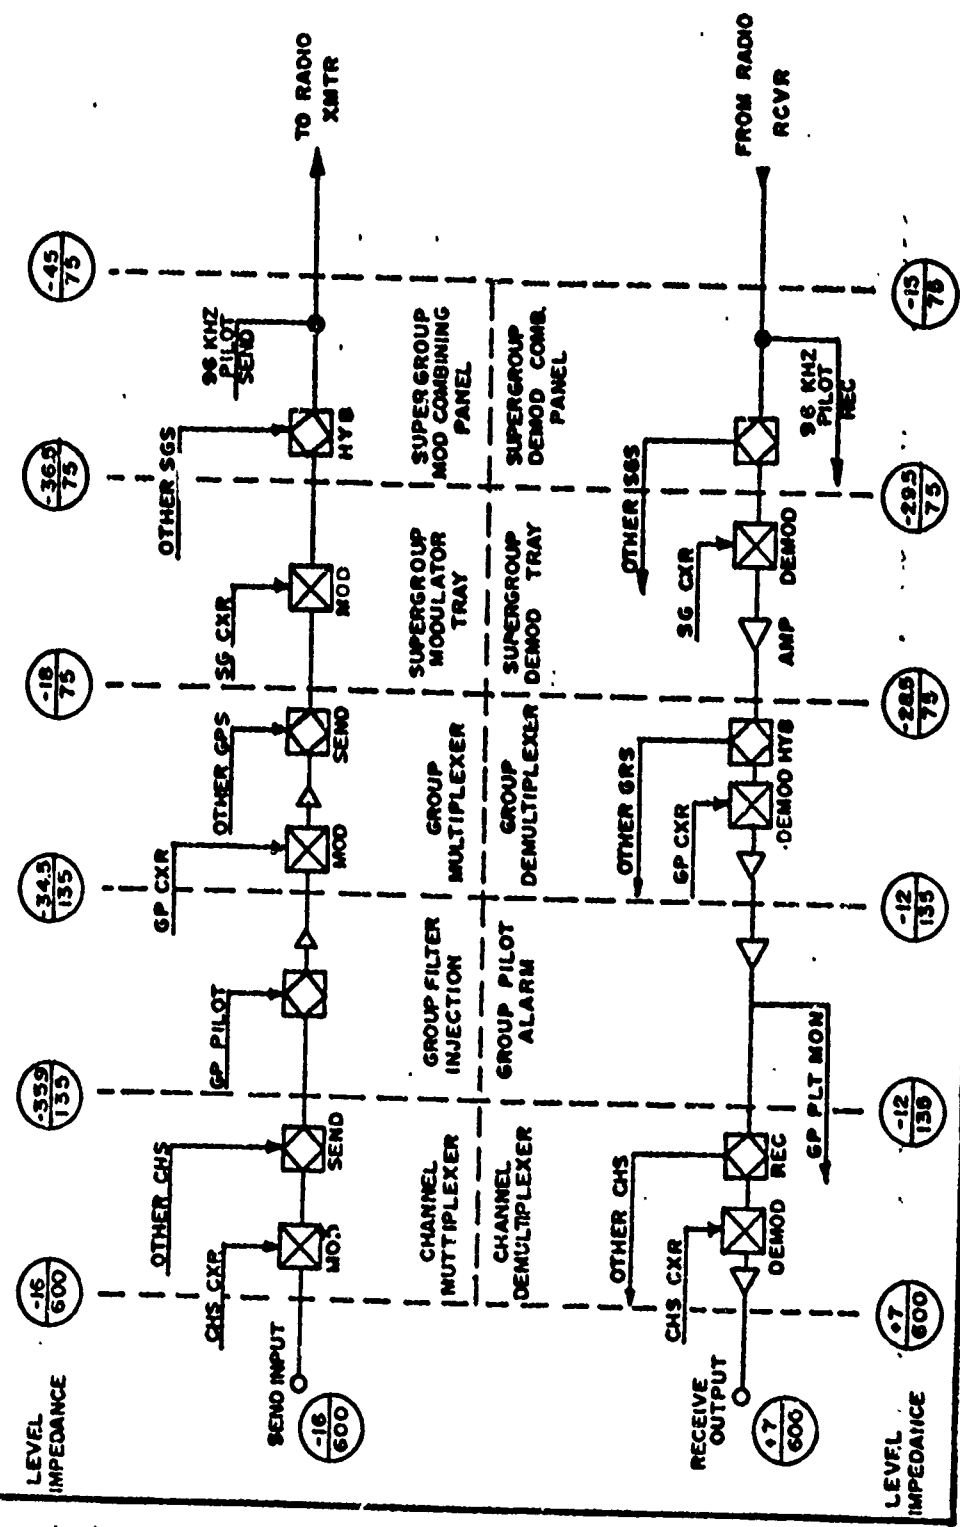 LEVEL
IMPEDANCE
-16
600
-35.9
135
-34.5
135
-18
75
-36.5
75
-45
75
CHS CXR
OTHER CHS
GP PILOT
GP CXR
OTHER GPS
SG CXR
OTHER SGS
96 KHZ
PILOT
SEND
SEND INPUT
-16
600
MOD
SEND
MOD
SEND
MOD
HYB
TO RADIO
XMTR
CHANNEL
MUTTIPLEXER
GROUP FILTER
INJECTION
GROUP
MULTIPLEXER
SUPERGROUP
MODULATOR
TRAY
SUPERGROUP
MOD COMBINING
PANEL
CHANNEL
DEMULTIPLEXER
GROUP PILOT
ALARM
GROUP
DEMULTIPLEXER
SUPERGROUP
DEMOD TRAY
SUPERGROUP
DEMOD COMB.
PANEL
OTHER CHS
CHS CXR
OTHER GRS
GP CXR
OTHER SGS
SG CXR
FROM RADIO
RCVR
RECEIVE
OUTPUT
+7
600
DEMOD
REC
GP PLT MON
DEMOD HYB
AMP
DEMOD
96 KHZ
PILOT
REC
LEVEL
IMPEDANCE
+7
600
-12
135
-12
135
-28.5
75
-29.5
75
-15
75